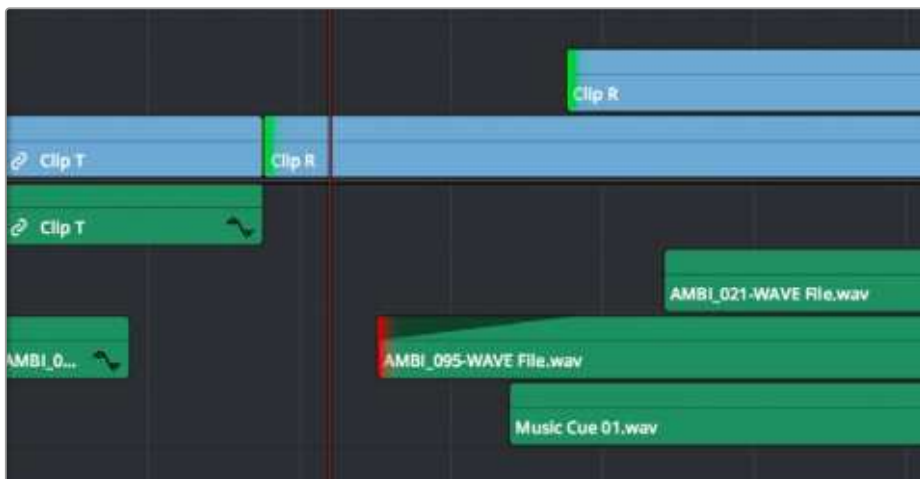 Clip R
Clip T
Clip R
Clip T
AMBI_021-WAVE File.wav
AMBI_0...
AMBI_095-WAVE File.wav
Music Cue 01.wav